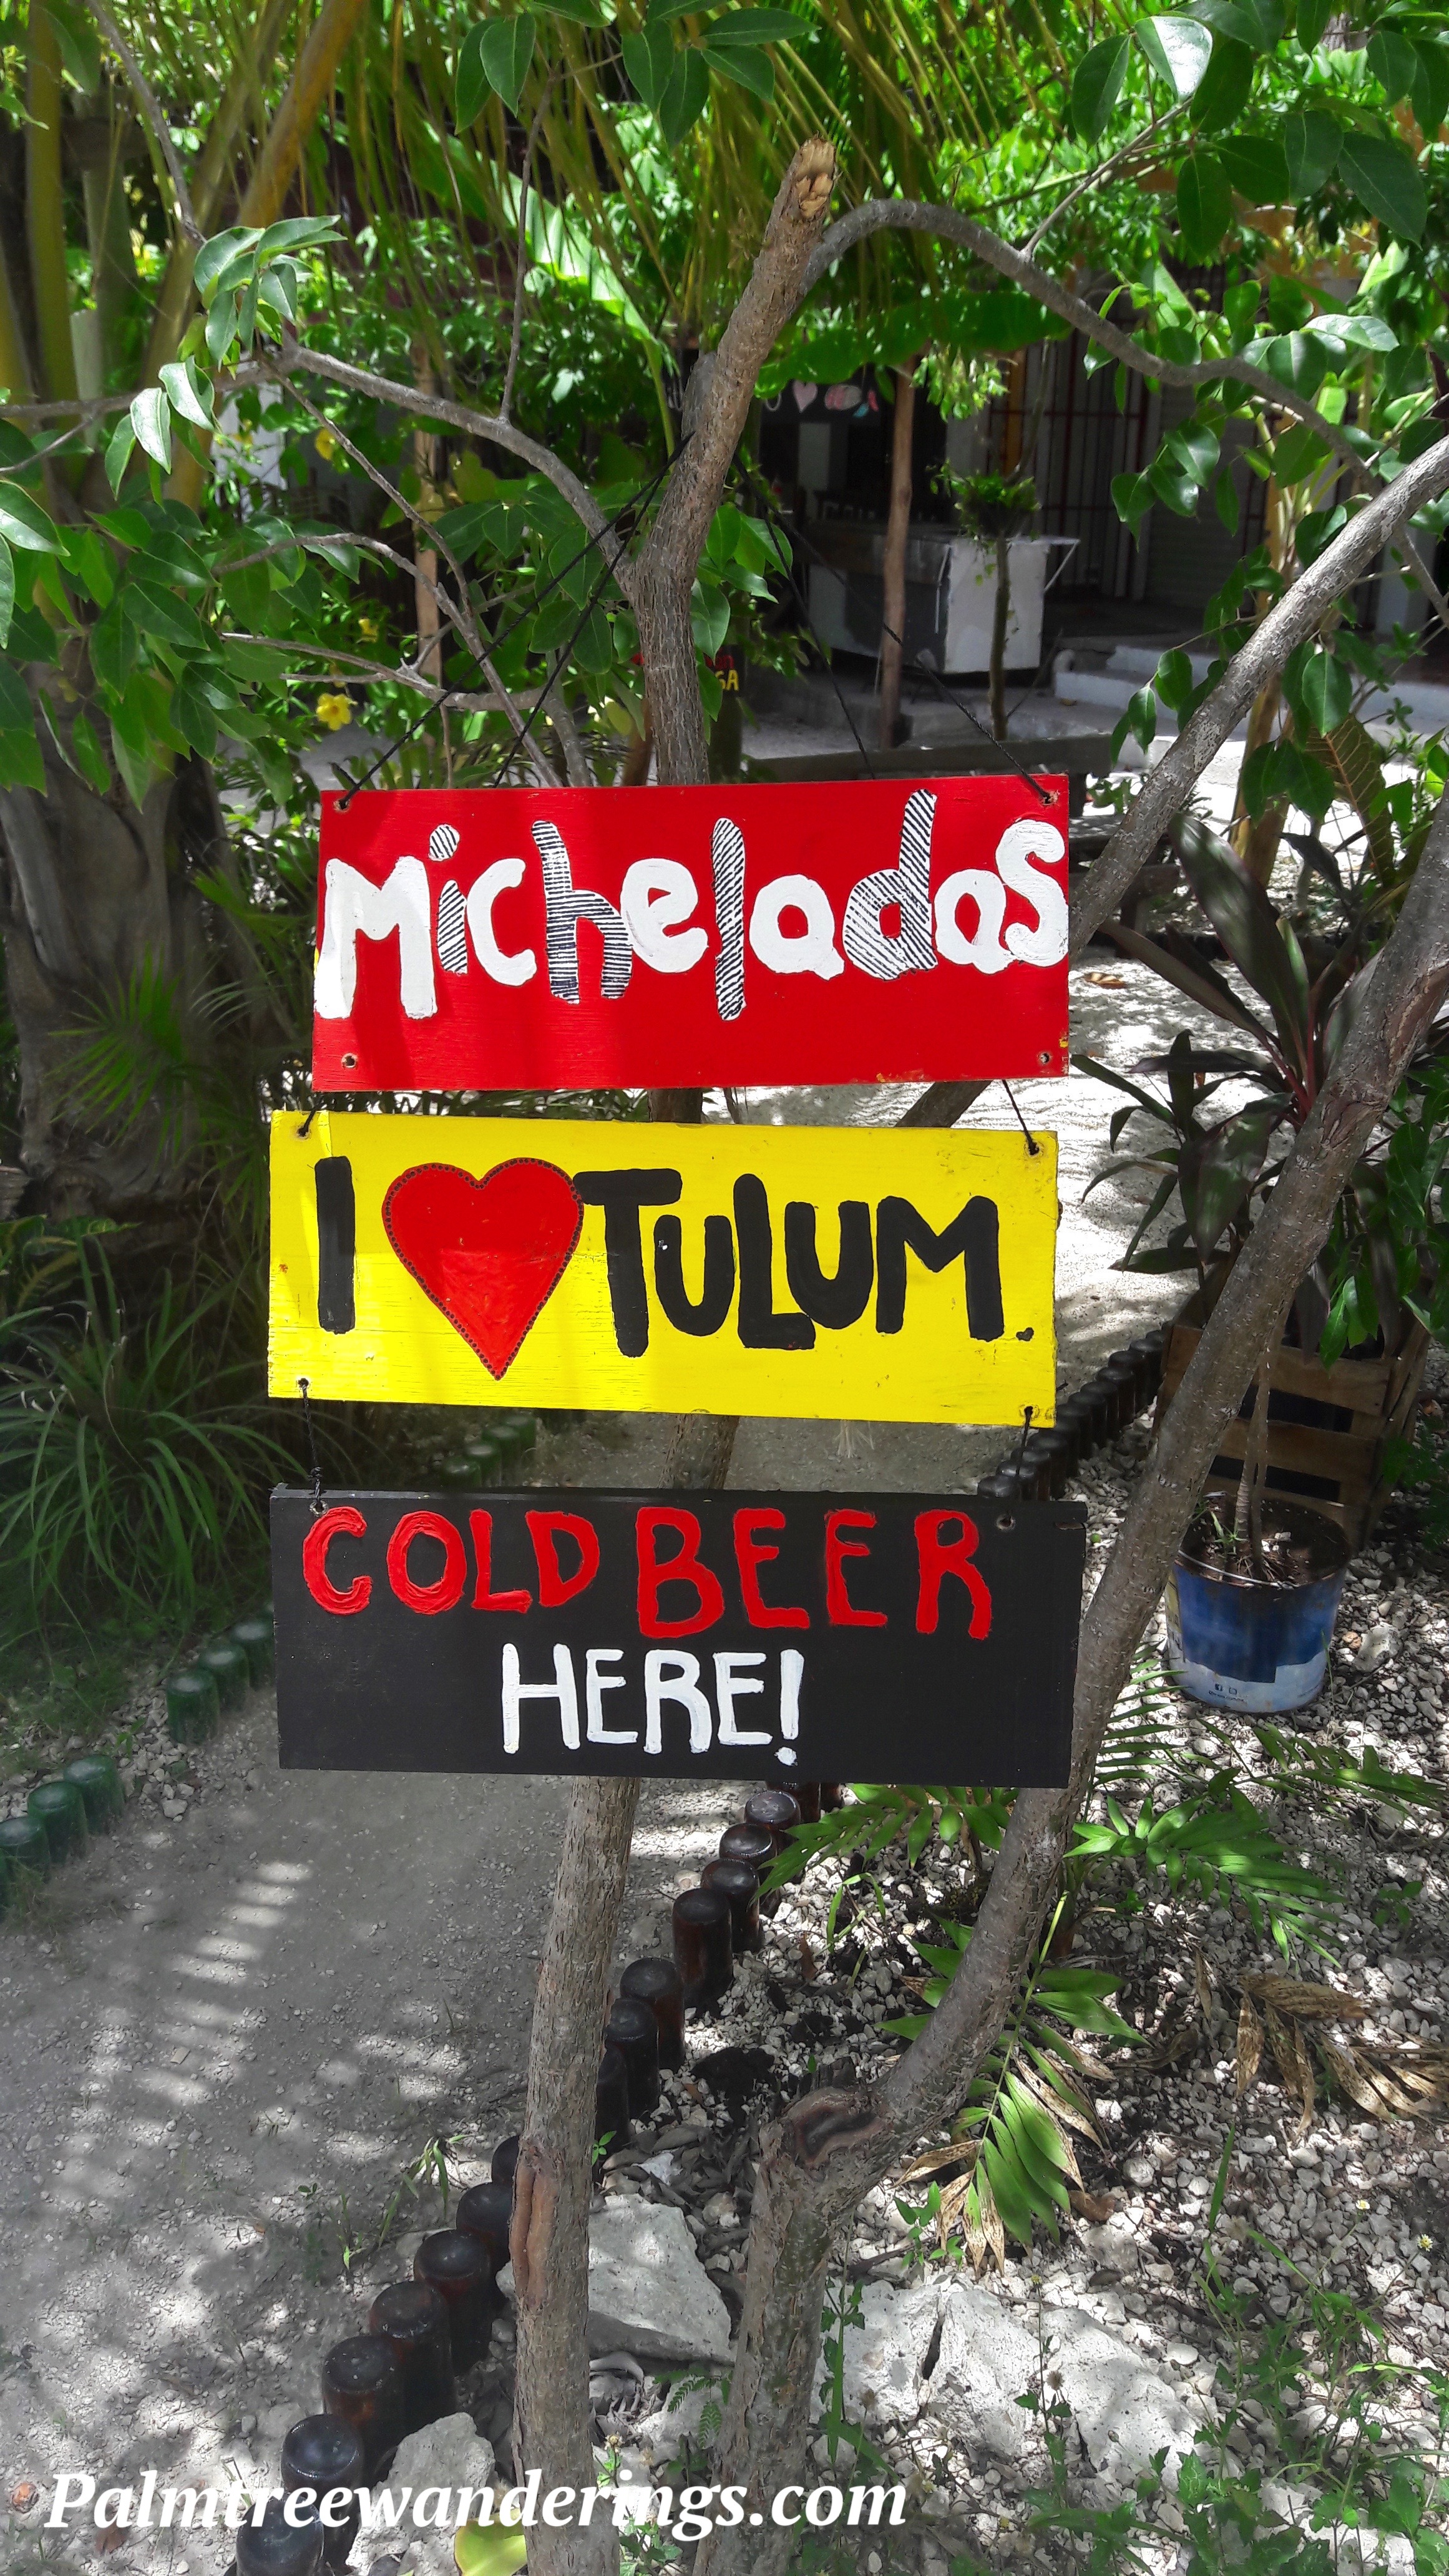 Micheladas
I ♥ TULUM.
COLD BEER
HERE!
Palmtreewanderings.com